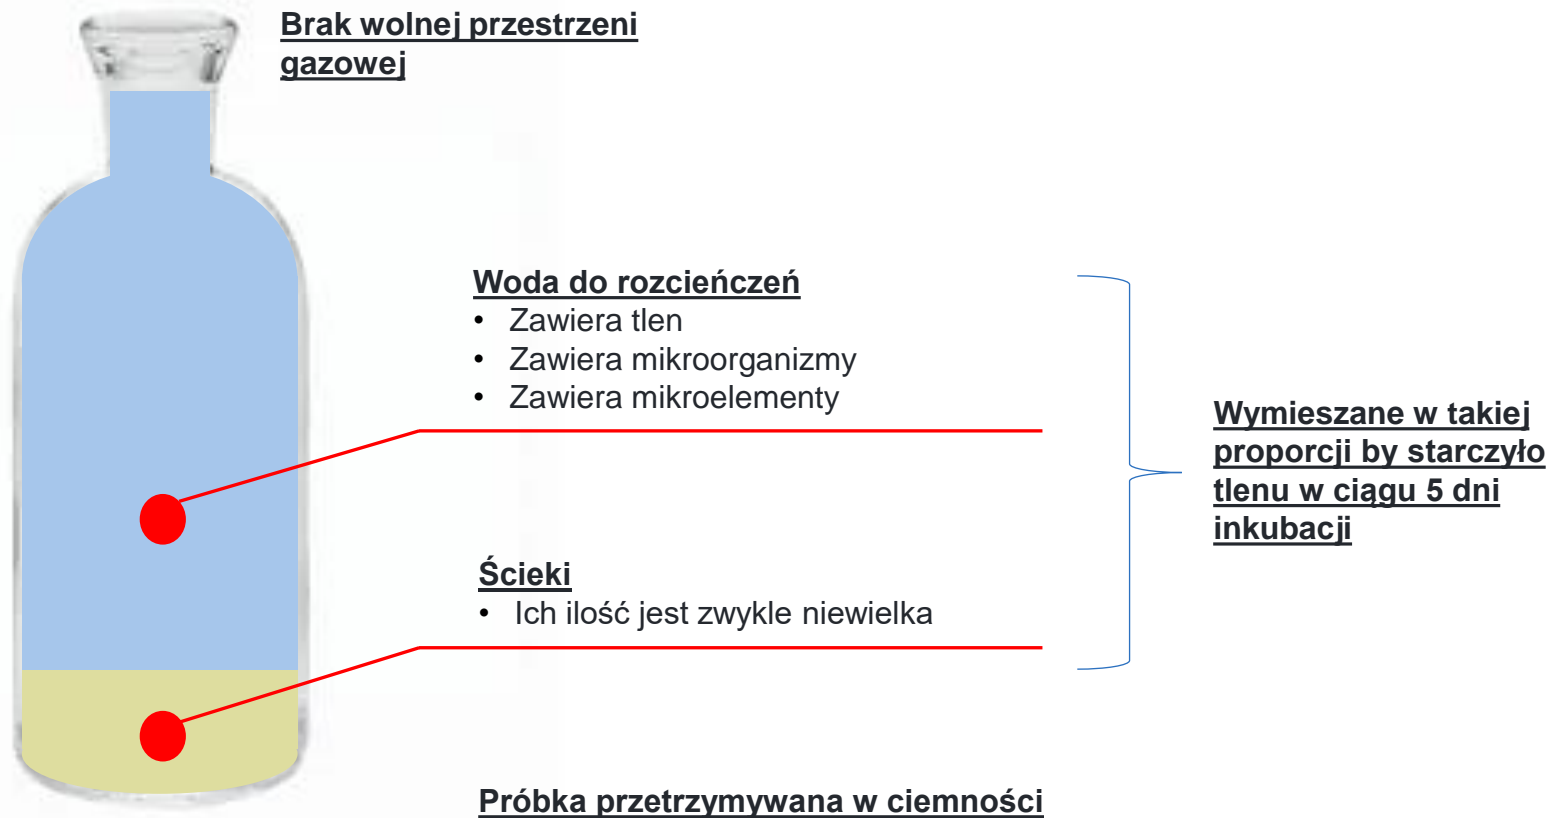 Brak wolnej przestrzeni
gazowej
Woda do rozcieńczeń
• Zawiera tlen
• Zawiera mikroorganizmy
• Zawiera mikroelementy
Ścieki
• Ich ilość jest zwykle niewielka
Wymieszane w takiej
proporcji by starczyło
tlenu w ciągu 5 dni
inkubacji
Próbka przetrzymywana w ciemności